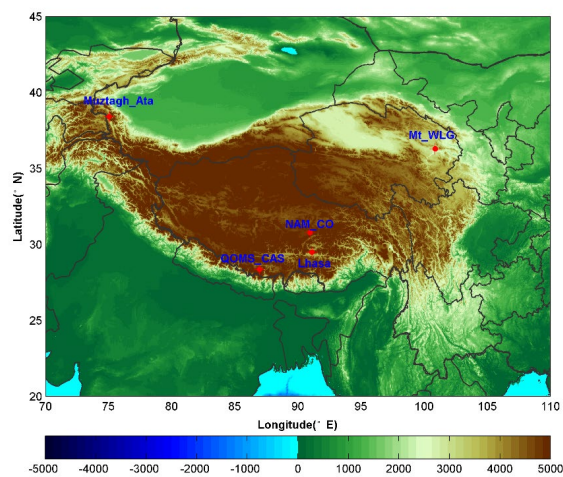 45
40
35
30
25
20
Latitude(° N)
Muztagh_Ata
Mt_WLG
NAM_CO
QOMS_CAS
Lhasa
70 75 80 85 90 95 100 105 110
Longitude(° E)
-5000 -4000 -3000 -2000 -1000 0 1000 2000 3000 4000 5000